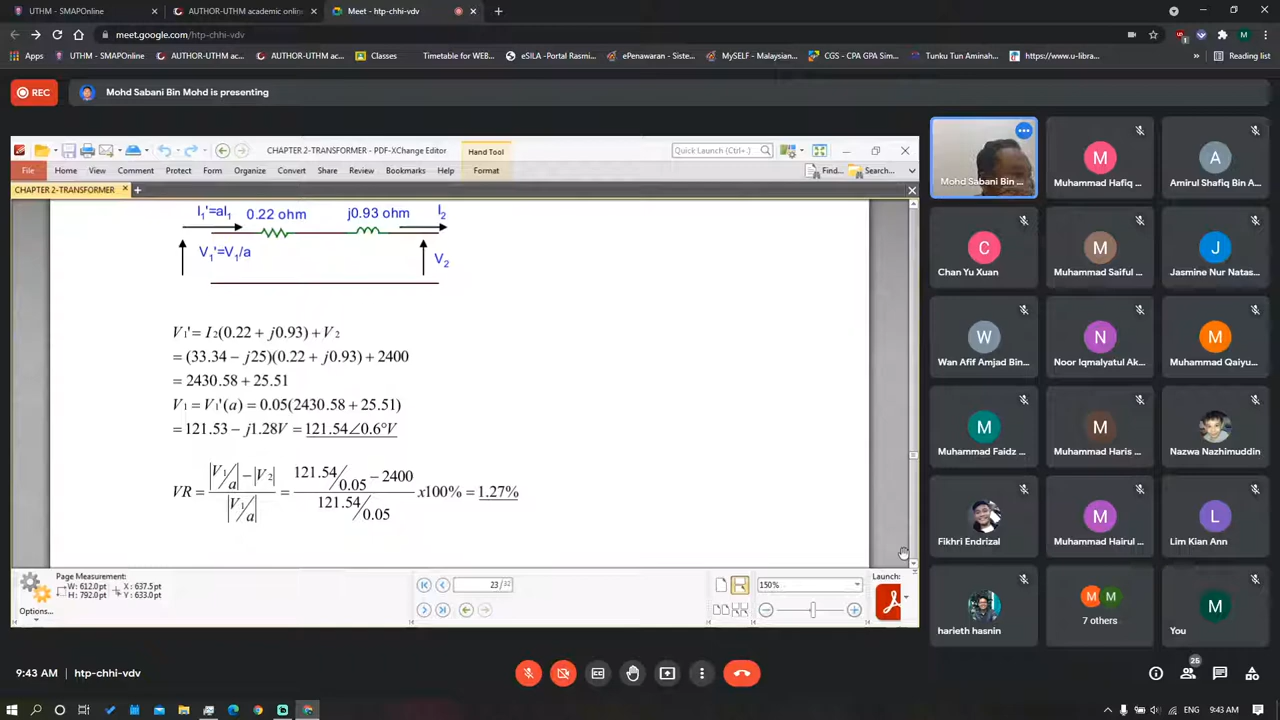 UTHM - SMAPOnline
AUTHOR-UTHM academic onlin
Meet - htp-chhi-vdv
meet.google.com/htp-chhi-vdv
Apps
UTHM - SMAPOnline
AUTHOR-UTHM ac...
AUTHOR-UTHM ac...
Classes
Timetable for WEB...
eSILA -Portal Rasmi...
ePenawaran - Siste...
MySELF - Malaysian...
CGS - CPA GPA Sim...
Tunku Tun Aminah...
https://www.u-libra...
Reading list
REC
Mohd Sabani Bin Mohd is presenting
CHAPTER 2-TRANSFORMER - PDF-XChange Editor
Hand Tool
Quick Launch (Ctrl+.)
File
Home
View
Comment
Protect
Form
Organize
Convert
Share
Review
Bookmarks
Help
Format
Find...
Search...
CHAPTER 2-TRANSFORMER
I1'=aI1
0.22 ohm
j0.93 ohm
I2
V1'=V1/a
V2
V1'= I2(0.22 + j0.93) + V2
= (33.34 − j25)(0.22 + j0.93) + 2400
= 2430.58 + 25.51
V1 = V1'(a) = 0.05(2430.58 + 25.51)
= 121.53 − j1.28V = 121.54∠0.6°V
VR = |V1/a| − |V2| / |V1/a| = 121.54/0.05 − 2400 / 121.54/0.05 x100% = 1.27%
Page Measurement:
W: 612.0 pt
H: 792.0 pt
X: 637.5 pt
Y: 633.0 pt
Options...
23 / 32
150%
Launch:
Mohd Sabani Bin ...
Muhammad Hafiq ...
Amirul Shafiq Bin A...
Chan Yu Xuan
Muhammad Saiful ...
Jasmine Nur Natas...
Wan Afif Amjad Bin...
Noor Iqmalyatul Ak...
Muhammad Qaiyu...
Muhammad Faidz ...
Muhammad Haris ...
Nazwa Nazhimuddin
Fikhri Endrizal
Muhammad Hairul ...
Lim Kian Ann
harieth hasnin
7 others
You
9:43 AM
htp-chhi-vdv
25
9:43 AM